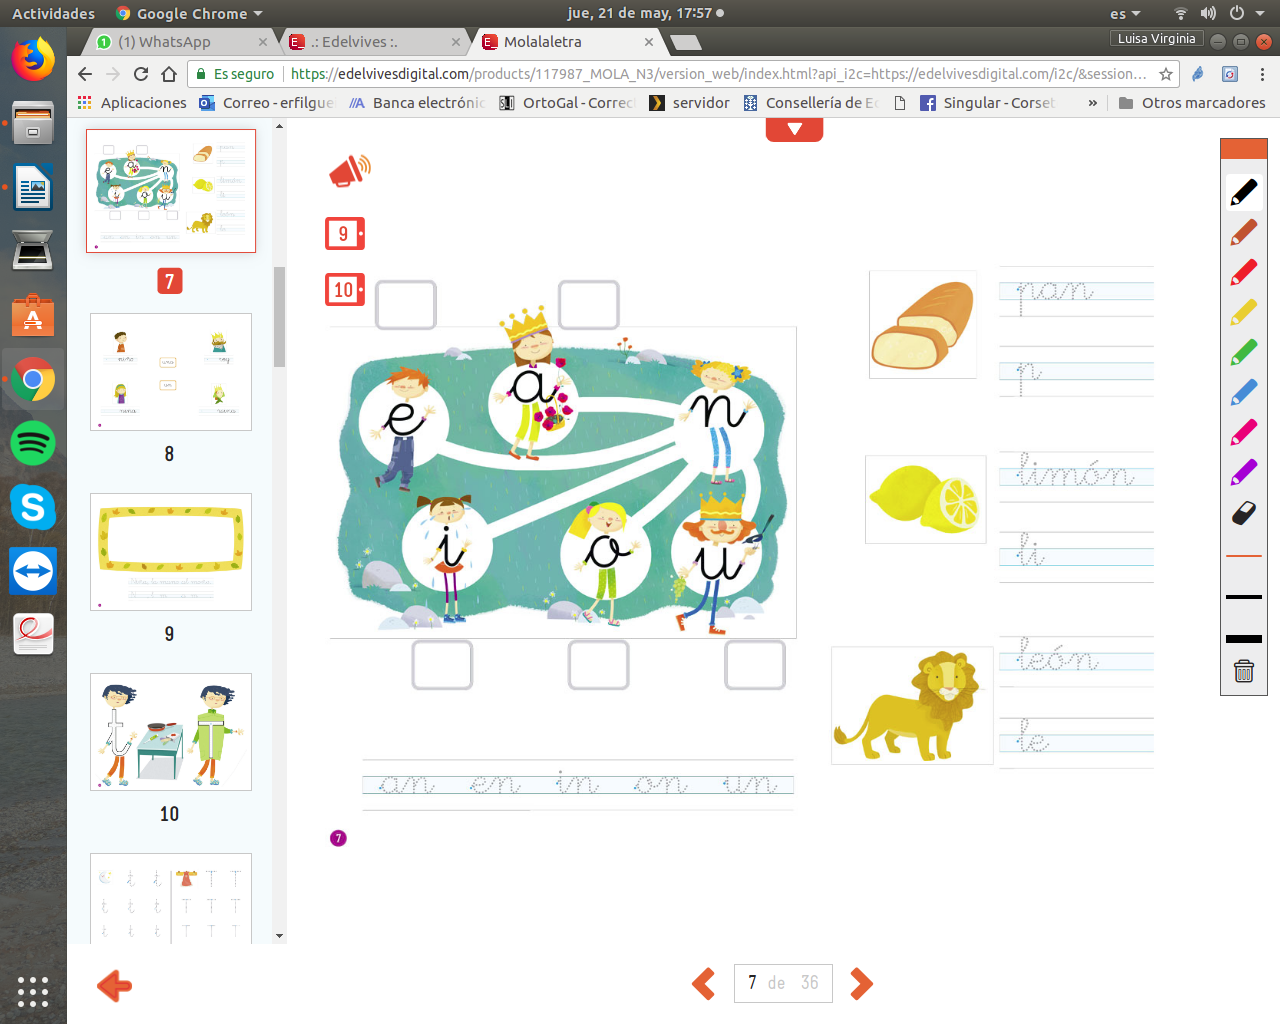 Actividades
Google Chrome
jue, 21 de may, 17:57
es
(1) WhatsApp
.: Edelvives :.
Molalaletra
Luisa Virginia
Es seguro
https://edelvivesdigital.com/products/117987_MOLA_N3/version_web/index.html?api_i2c=https://edelvivesdigital.com/i2c/&session...
Aplicaciones
Correo - erfilgue
Banca electrónic
OrtoGal - Correc
servidor
Consellería de Ed
Singular - Corset
»
Otros marcadores
7
8
9
10
9
10
e
a
n
i
o
u
an en in on un
7
pan
p
limón
li
león
le
7 de 36